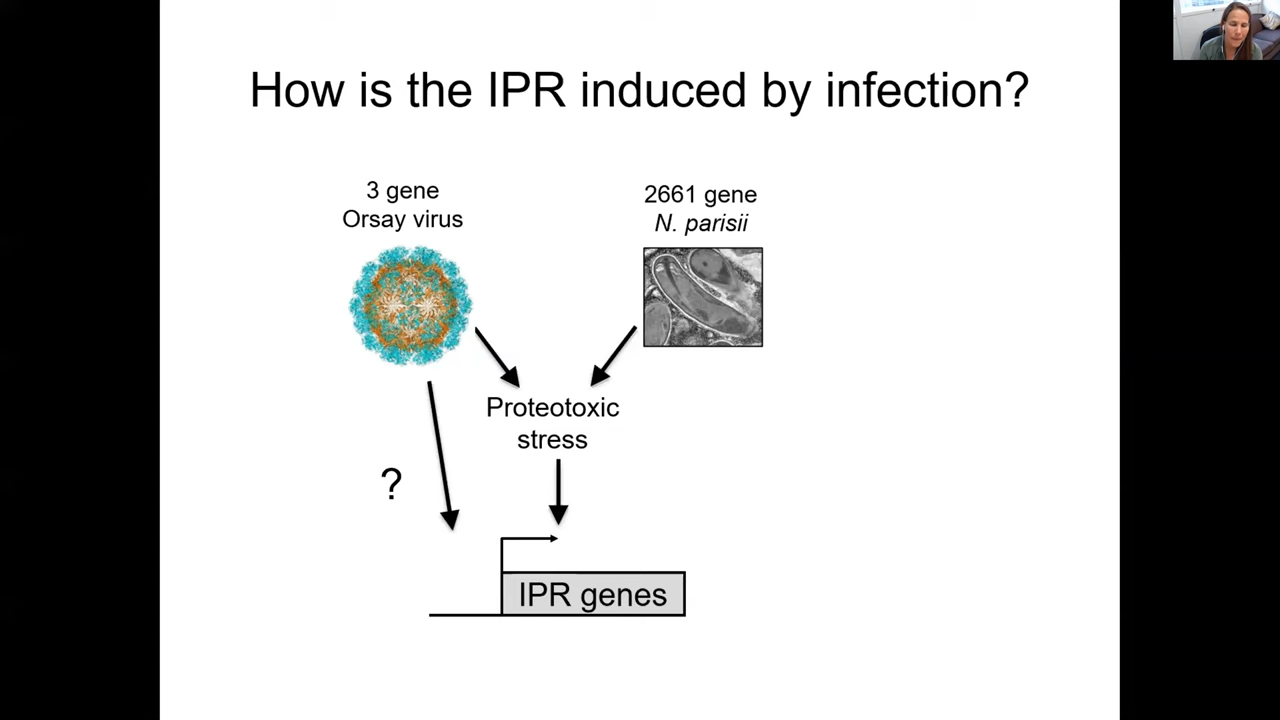 How is the IPR induced by infection?
3 gene
Orsay virus
2661 gene
N. parisii
Proteotoxic
stress
?
IPR genes